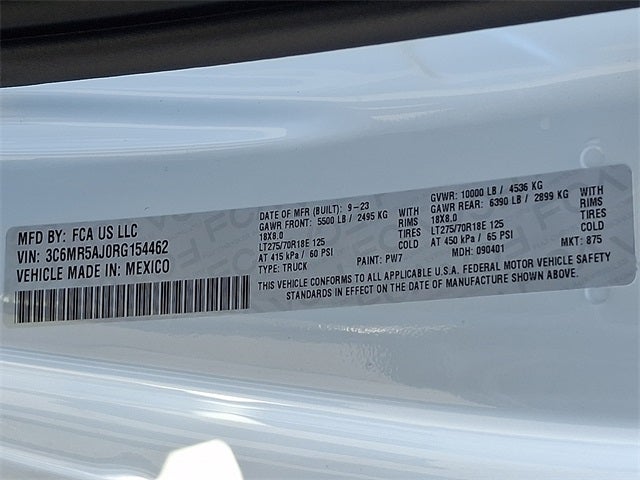 MFD BY: FCA US LLC
VIN: 3C6MR5AJ0RG154462
VEHICLE MADE IN: MEXICO
DATE OF MFR (BUILT): 9-23
GAWR FRONT: 5500 LB / 2495 KG WITH
18X8.0 RIMS
LT275/70R18E 125 TIRES
AT 415 kPa / 60 PSI COLD
TYPE: TRUCK PAINT: PW7
GVWR: 10000 LB / 4536 KG
GAWR REAR: 6390 LB / 2899 KG WITH
18X8.0 RIMS
LT275/70R18E 125 TIRES
AT 450 kPa / 65 PSI COLD
MDH: 090401 MKT: 875
THIS VEHICLE CONFORMS TO ALL APPLICABLE U.S.A. FEDERAL MOTOR VEHICLE SAFETY
STANDARDS IN EFFECT ON THE DATE OF MANUFACTURE SHOWN ABOVE.